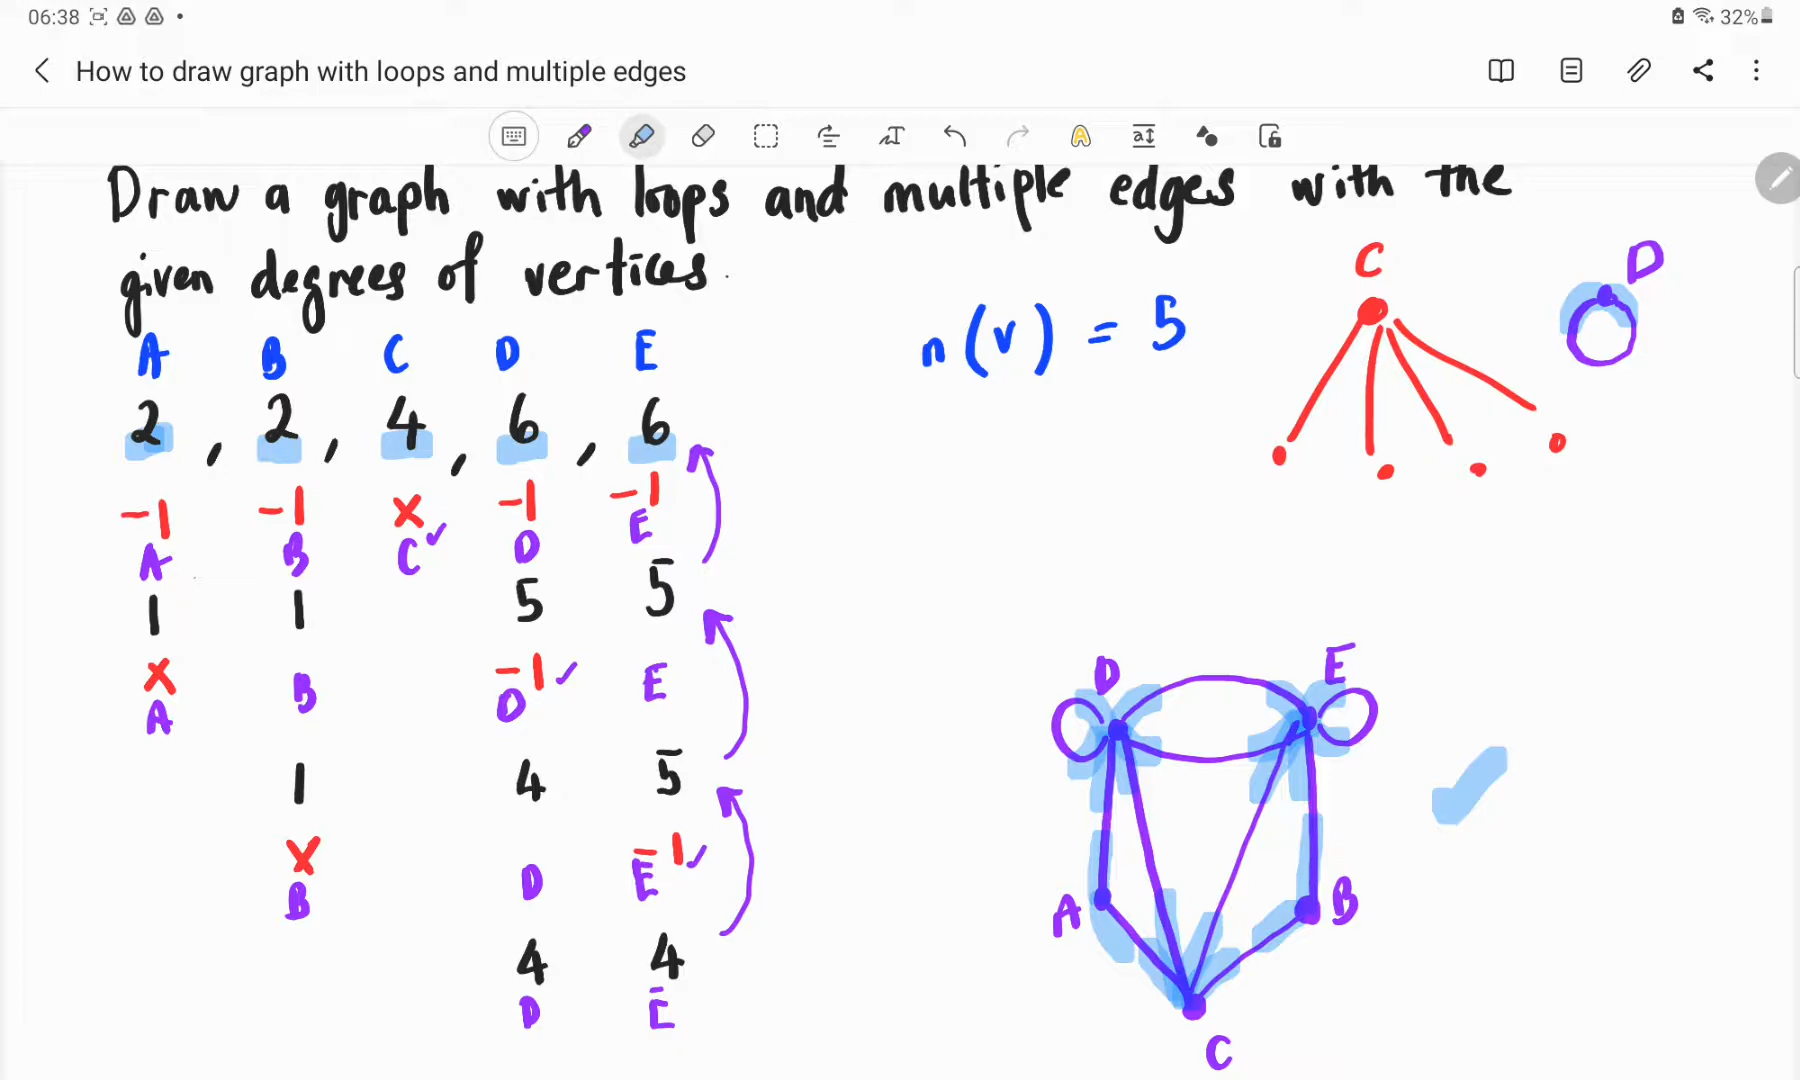 06:38
32%
How to draw graph with loops and multiple edges
Draw a graph with loops and multiple edges with the
given degrees of vertices.
A B C D E
2, 2, 4, 6, 6
n(v) = 5
C
D
-1 -1 x -1 -1
A B C ✓ D E
1 1 5 5
x -1 ✓
A B D E
1 4 5
x -1 ✓
B D E
4 4
D E
D E
A B
C